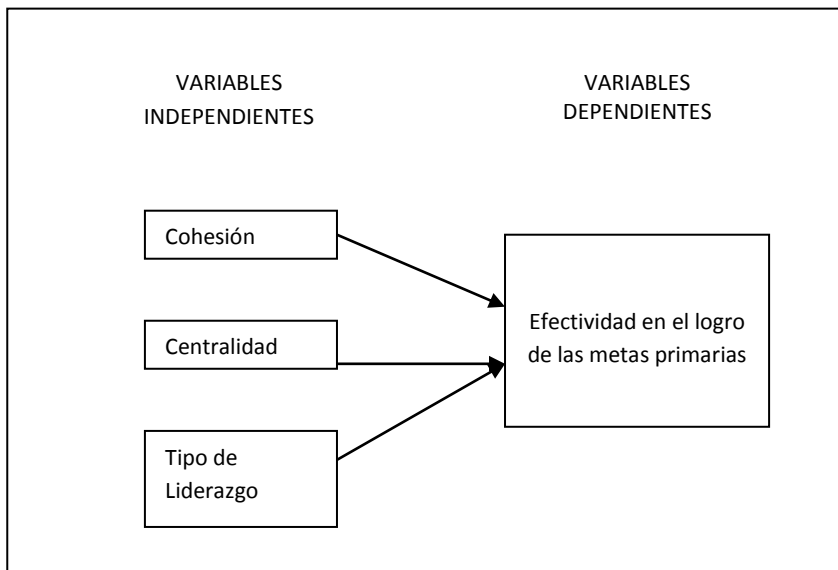 VARIABLES
INDEPENDIENTES
VARIABLES
DEPENDIENTES
Cohesión
Centralidad
Tipo de
Liderazgo
Efectividad en el logro
de las metas primarias